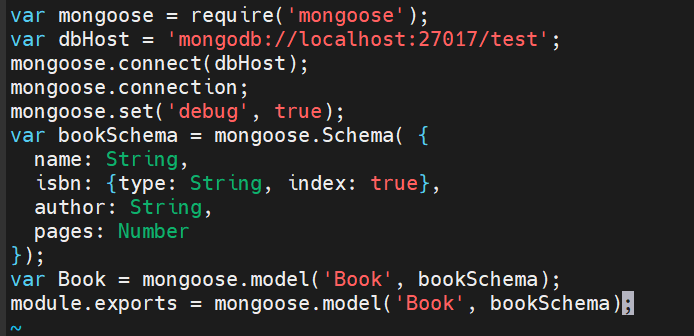 var mongoose = require('mongoose');
var dbHost = 'mongodb://localhost:27017/test';
mongoose.connect(dbHost);
mongoose.connection;
mongoose.set('debug', true);
var bookSchema = mongoose.Schema( {
  name: String,
  isbn: {type: String, index: true},
  author: String,
  pages: Number
});
var Book = mongoose.model('Book', bookSchema);
module.exports = mongoose.model('Book', bookSchema);
~